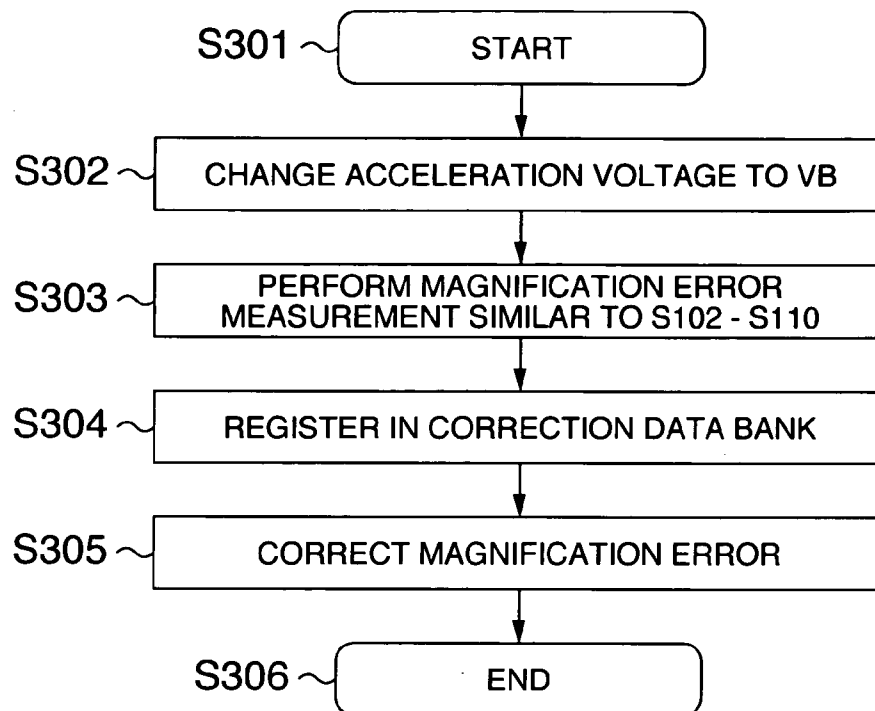 S301 START
S302 CHANGE ACCELERATION VOLTAGE TO VB
S303 PERFORM MAGNIFICATION ERROR
MEASUREMENT SIMILAR TO S102 - S110
S304 REGISTER IN CORRECTION DATA BANK
S305 CORRECT MAGNIFICATION ERROR
S306 END